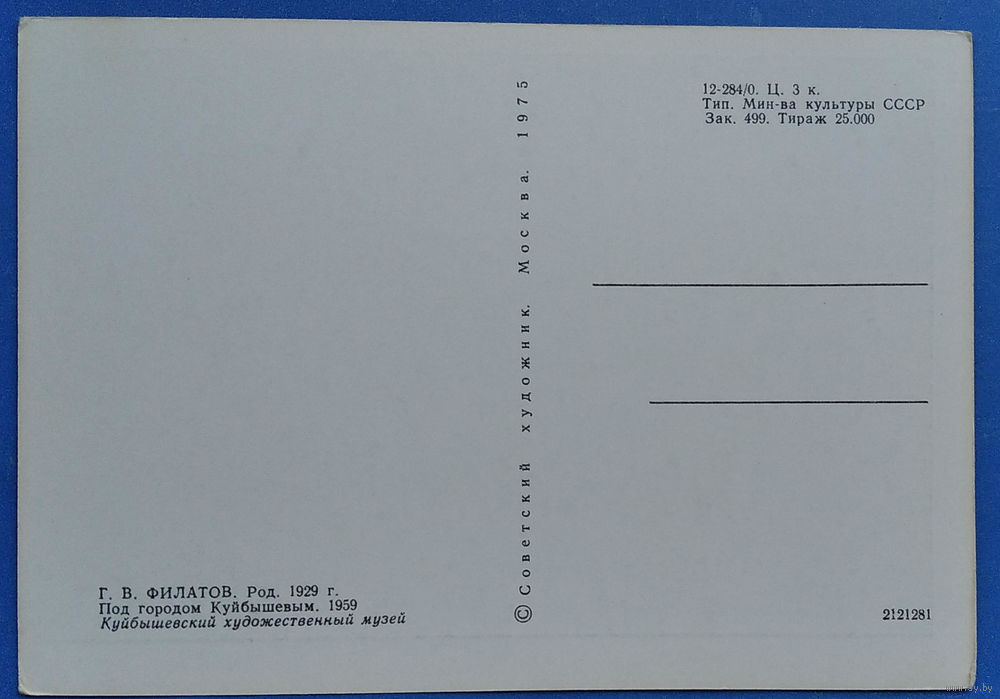 12-284/0. Ц. 3 к.
Тип. Мин-ва культуры СССР
Зак. 499. Тираж 25.000
© Советский художник. Москва. 1975
Г. В. ФИЛАТОВ. Род. 1929 г.
Под городом Куйбышевым. 1959
Куйбышевский художественный музей
2121281